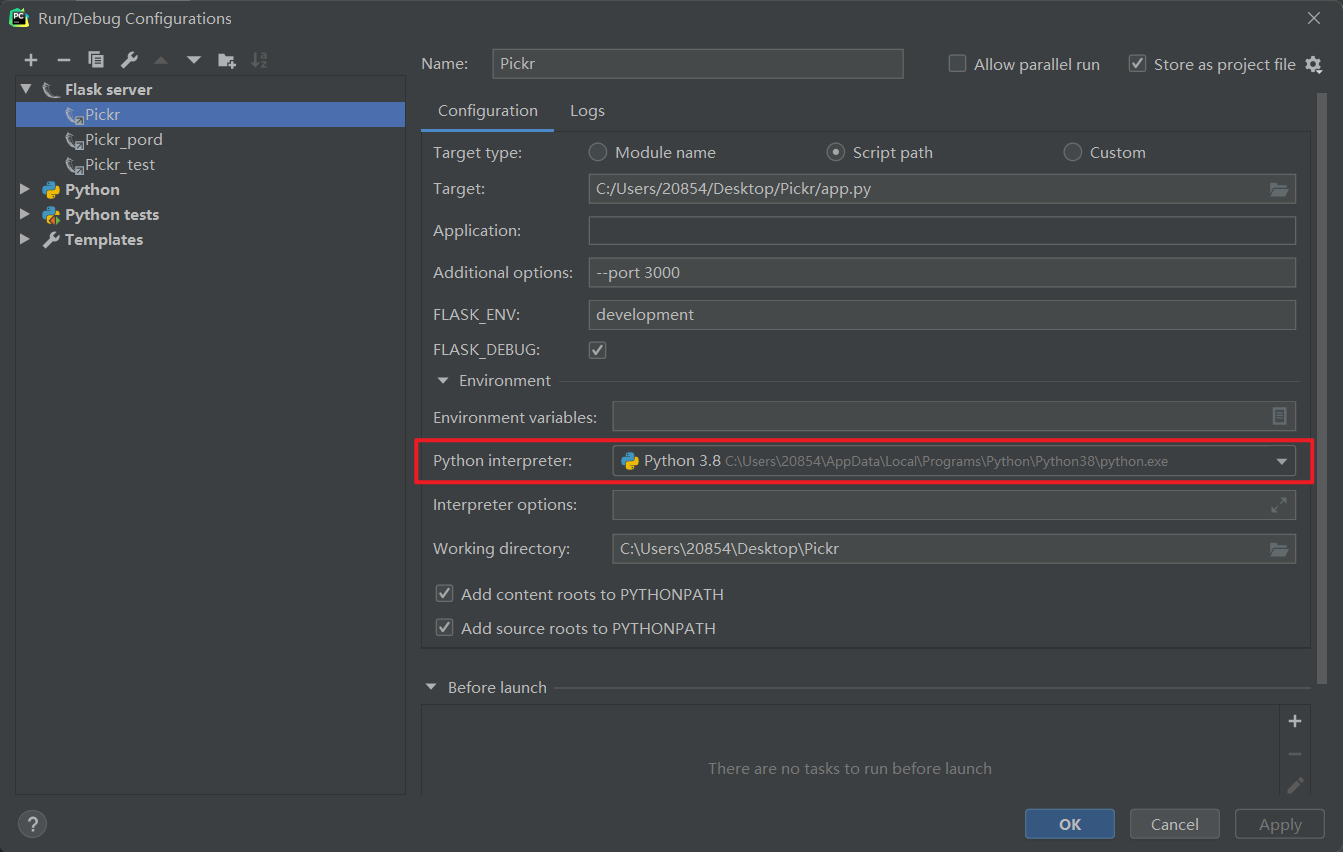 PC
Run/Debug Configurations
Name:
Pickr
Allow parallel run
Store as project file
Flask server
Pickr
Pickr_pord
Pickr_test
Python
Python tests
Templates
Configuration
Logs
Target type:
Module name
Script path
Custom
Target:
C:/Users/20854/Desktop/Pickr/app.py
Application:
Additional options:
--port 3000
FLASK_ENV:
development
FLASK_DEBUG:
Environment
Environment variables:
Python interpreter:
Python 3.8 C:\Users\20854\AppData\Local\Programs\Python\Python38\python.exe
Interpreter options:
Working directory:
C:\Users\20854\Desktop\Pickr
Add content roots to PYTHONPATH
Add source roots to PYTHONPATH
Before launch
There are no tasks to run before launch
?
OK
Cancel
Apply